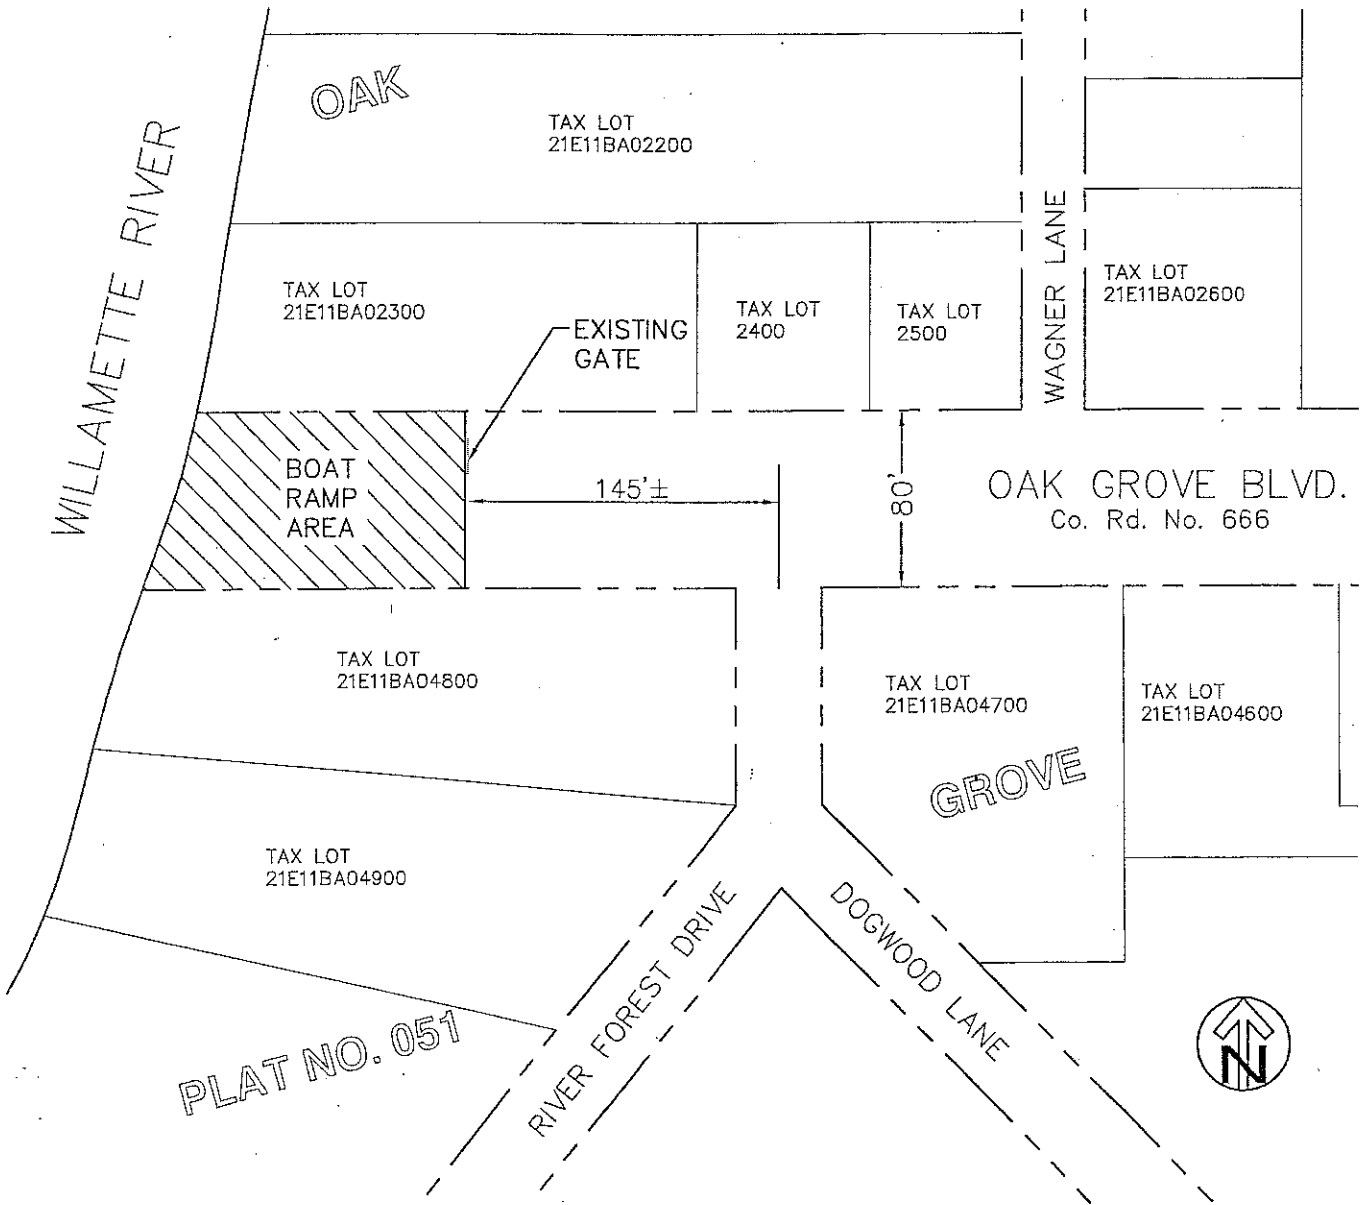 OAK
TAX LOT
21E11BA02200
WILLAMETTE RIVER
WAGNER LANE
TAX LOT
21E11BA02300
EXISTING
GATE
TAX LOT
2400
TAX LOT
2500
TAX LOT
21E11BA02600
BOAT
RAMP
AREA
145'±
80'
OAK GROVE BLVD.
Co. Rd. No. 666
TAX LOT
21E11BA04800
TAX LOT
21E11BA04700
TAX LOT
21E11BA04600
GROVE
TAX LOT
21E11BA04900
RIVER FOREST DRIVE
DOGWOOD LANE
PLAT NO. 051
N